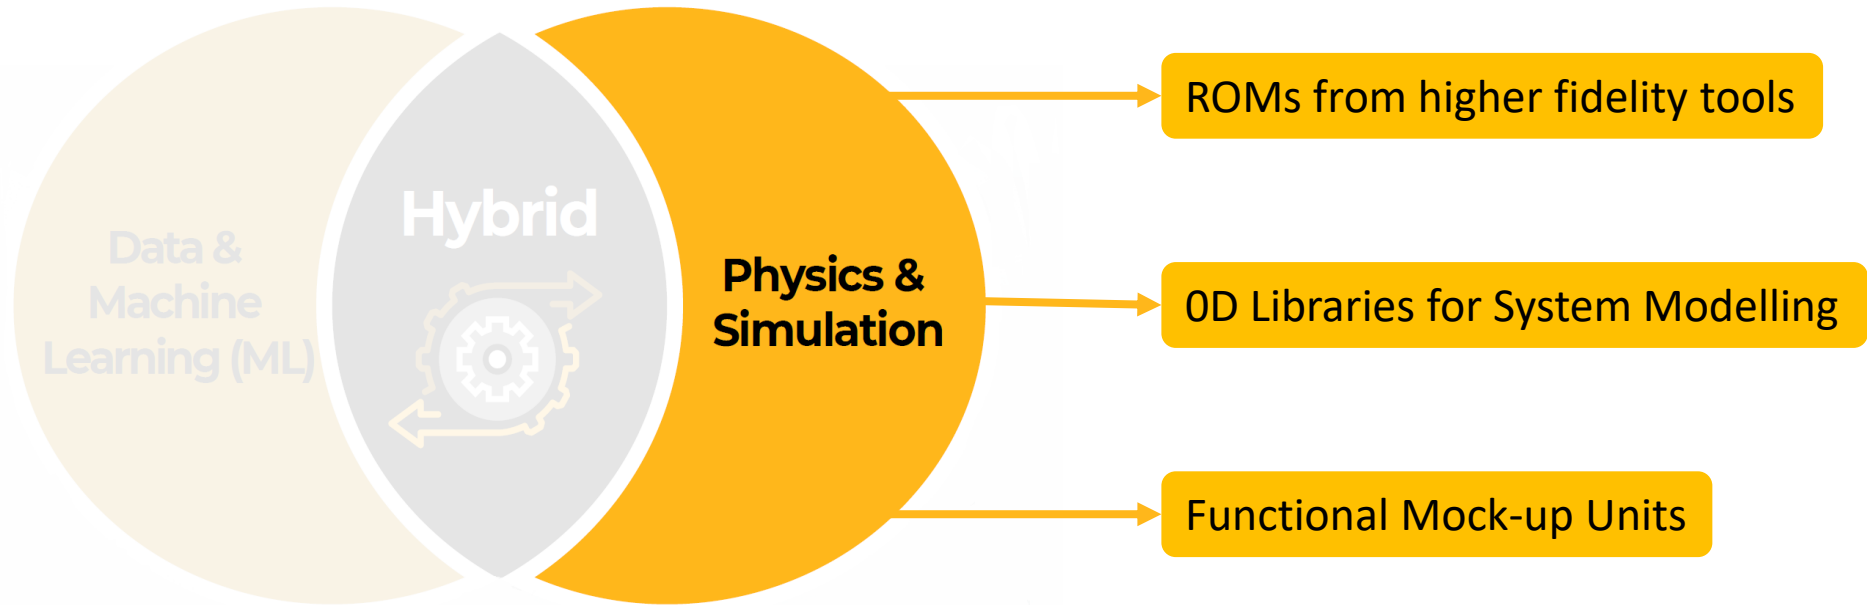 Data &
Machine
Learning (ML)
Hybrid
Physics &
Simulation
ROMs from higher fidelity tools
0D Libraries for System Modelling
Functional Mock-up Units